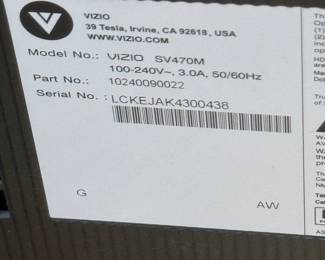 VIZIO
39 Tesla, Irvine, CA 92618, USA
WWW.VIZIO.COM
Model No.: VIZIO SV470M
100-240V~, 3.0A, 50/60Hz
Part No.: 10240090022
Serial No. : LCKEJAK4300438
G
AW